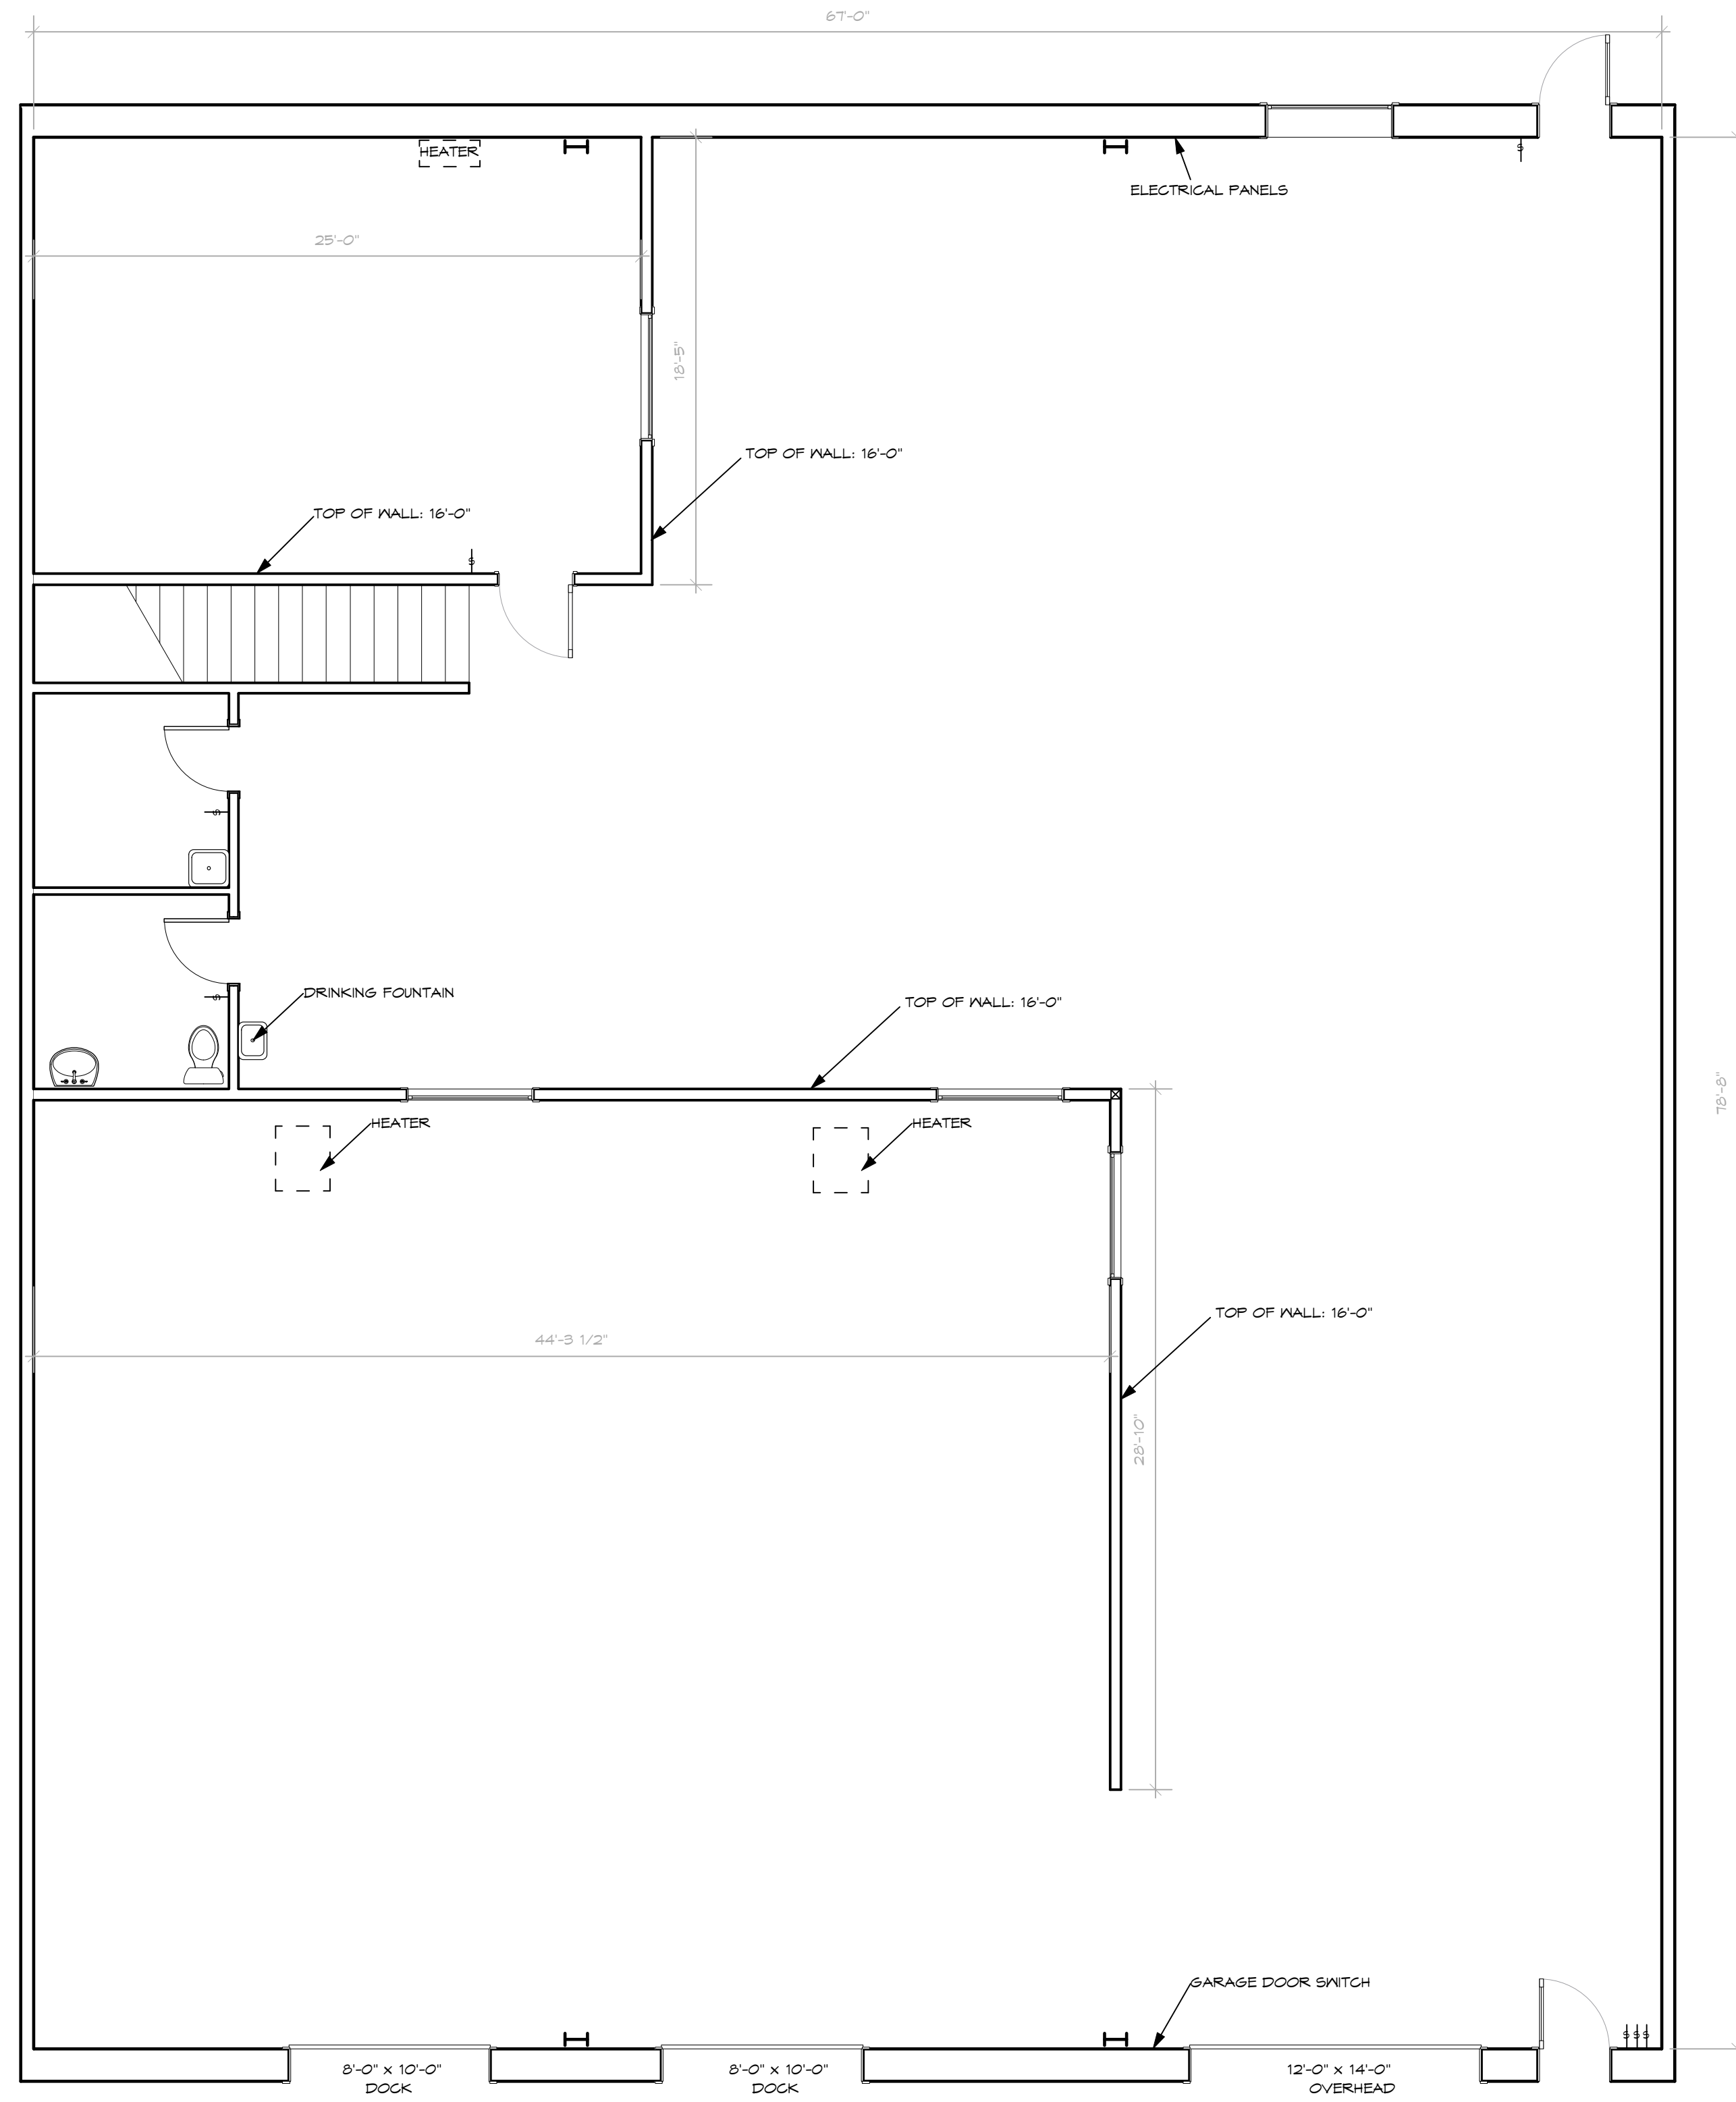 67'-0"
HEATER
S
ELECTRICAL PANELS
25'-0"
18'-5"
TOP OF WALL: 16'-0"
TOP OF WALL: 16'-0"
S
S
DRINKING FOUNTAIN
S
TOP OF WALL: 16'-0"
78'-8"
HEATER
HEATER
TOP OF WALL: 16'-0"
44'-3 1/2"
28'-10"
GARAGE DOOR SWITCH
S S S
8'-0" x 10'-0"
DOCK
8'-0" x 10'-0"
DOCK
12'-0" x 14'-0"
OVERHEAD